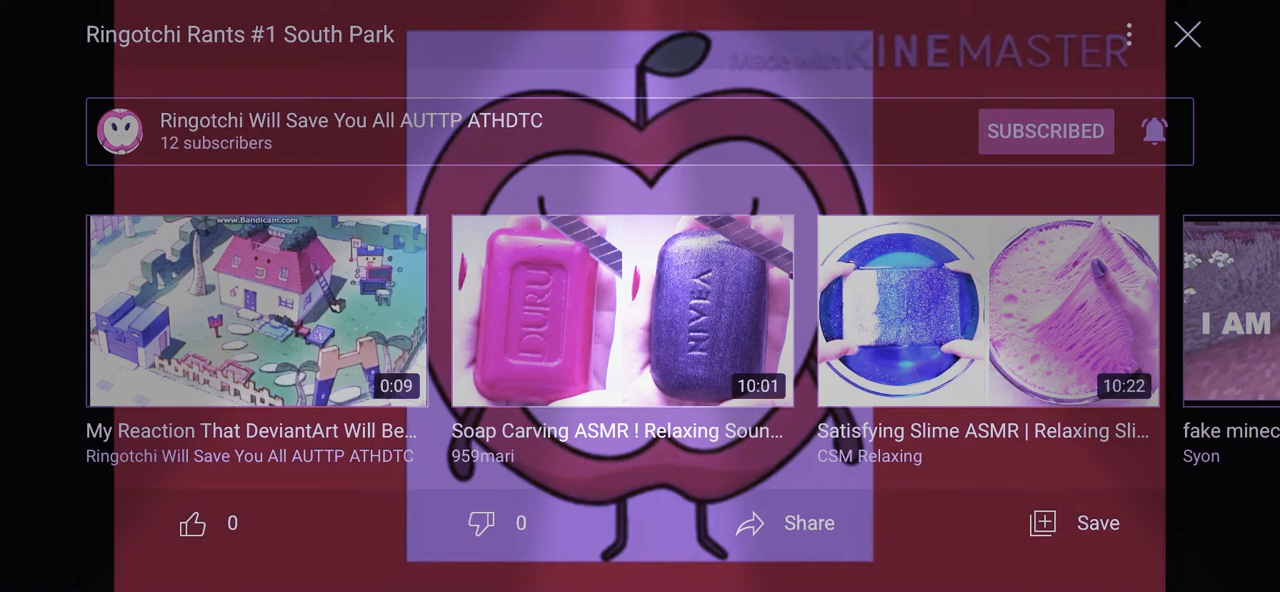 Ringotchi Rants #1 South Park
Made with KINEMASTER
Ringotchi Will Save You All AUTTP ATHDTC
12 subscribers
SUBSCRIBED
www.Bandicam.com
DURU
NIVEA
I AM
0:09
10:01
10:22
My Reaction That DeviantArt Will Be...
Soap Carving ASMR ! Relaxing Soun...
Satisfying Slime ASMR | Relaxing Sli...
fake minec
Ringotchi Will Save You All AUTTP ATHDTC
959mari
CSM Relaxing
Syon
0
0
Share
Save